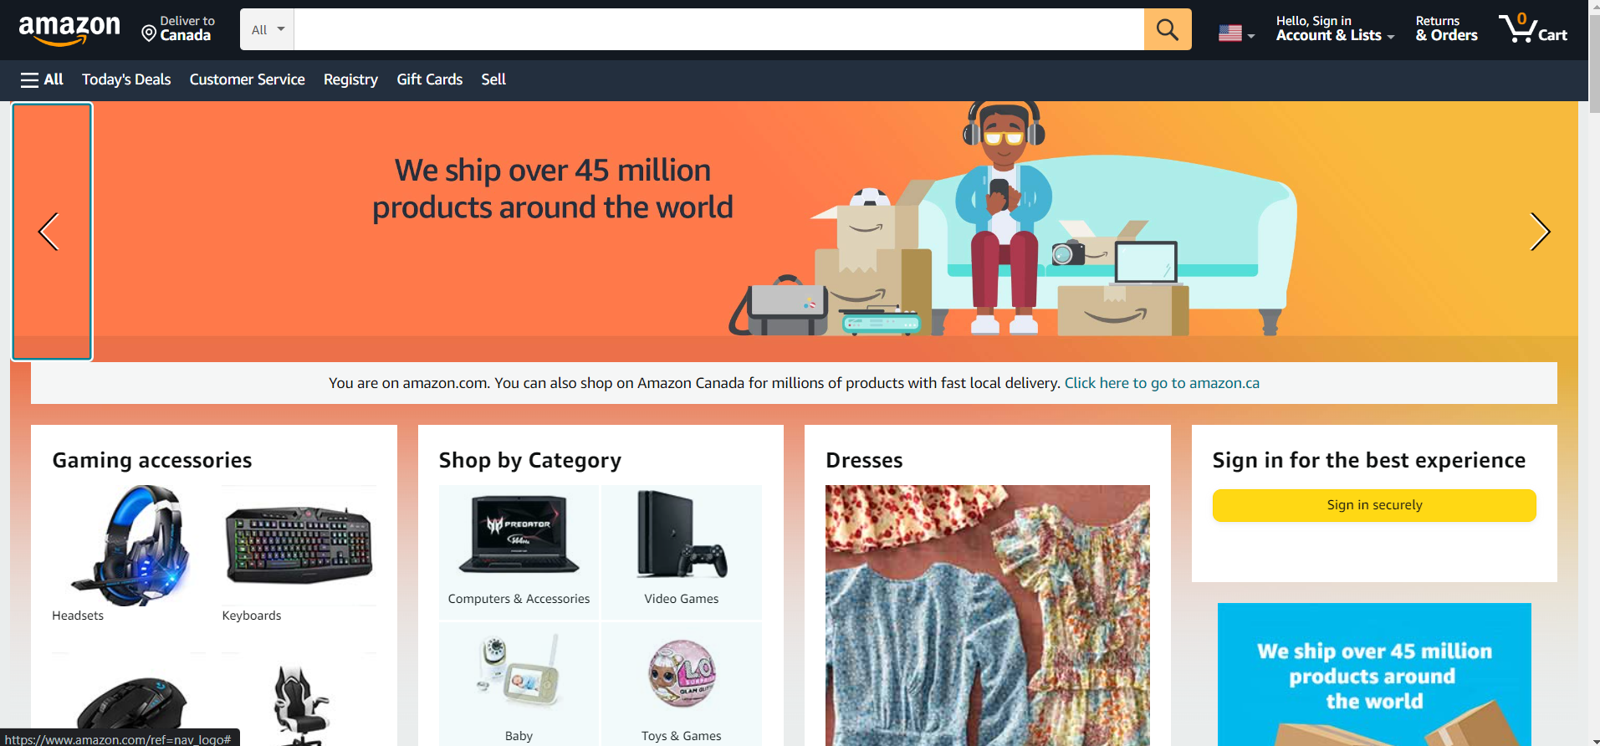 amazon
Deliver to
Canada
All
Hello, Sign in
Account & Lists
Returns
& Orders
0
Cart
All
Today's Deals
Customer Service
Registry
Gift Cards
Sell
We ship over 45 million
products around the world
You are on amazon.com. You can also shop on Amazon Canada for millions of products with fast local delivery. Click here to go to amazon.ca
Gaming accessories
Headsets
Keyboards
Shop by Category
PREDATOR
144Hz
Computers & Accessories
Video Games
Baby
L.O.L.
SURPRISE
GLAM GLITTER
Toys & Games
Dresses
Sign in for the best experience
Sign in securely
We ship over 45 million
products around
the world
https://www.amazon.com/ref=nav_logo#